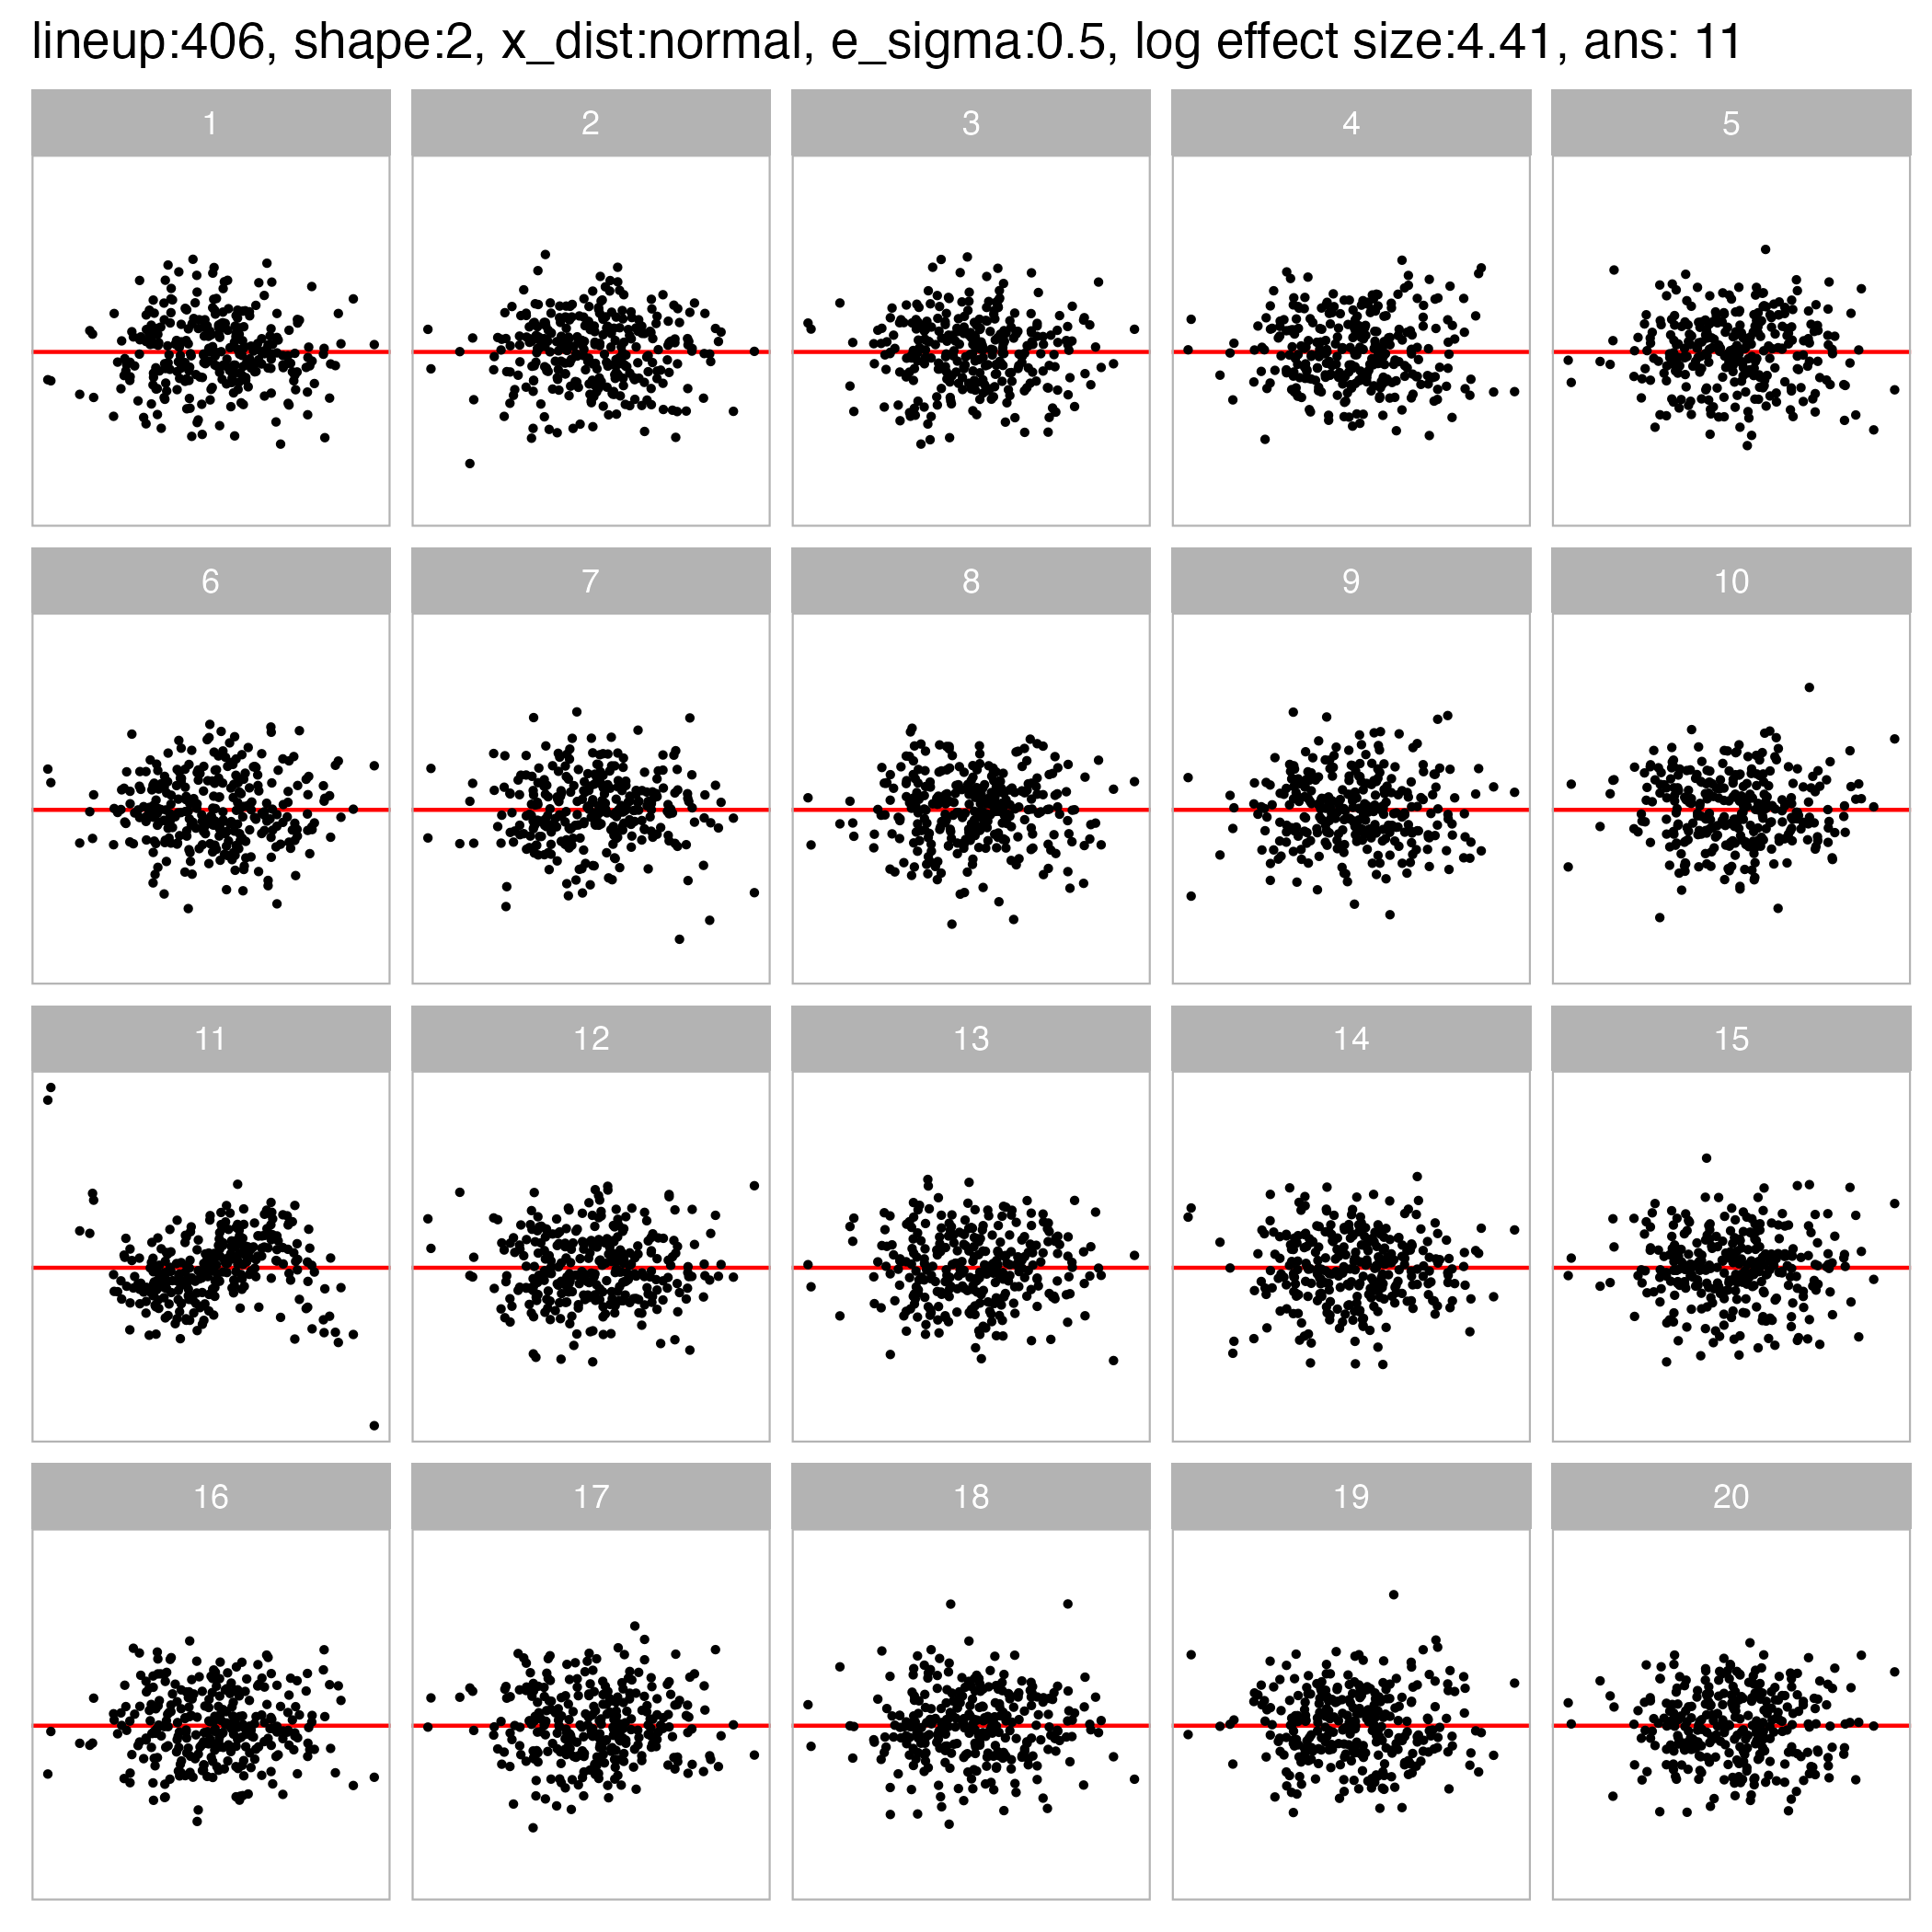 lineup:406, shape:2, x_dist:normal, e_sigma:0.5, log effect size:4.41, ans: 11
1 2 3 4 5
6 7 8 9 10
11 12 13 14 15
16 17 18 19 20